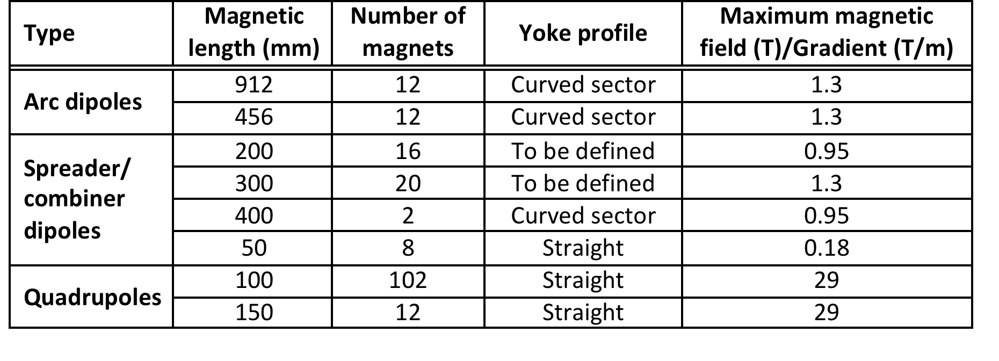 Type
Magnetic
length (mm)
Number of
magnets
Yoke profile
Maximum magnetic
field (T)/Gradient (T/m)
Arc dipoles
912 12 Curved sector 1.3
456 12 Curved sector 1.3
Spreader/
combiner
dipoles
200 16 To be defined 0.95
300 20 To be defined 1.3
400 2 Curved sector 0.95
50 8 Straight 0.18
Quadrupoles
100 102 Straight 29
150 12 Straight 29